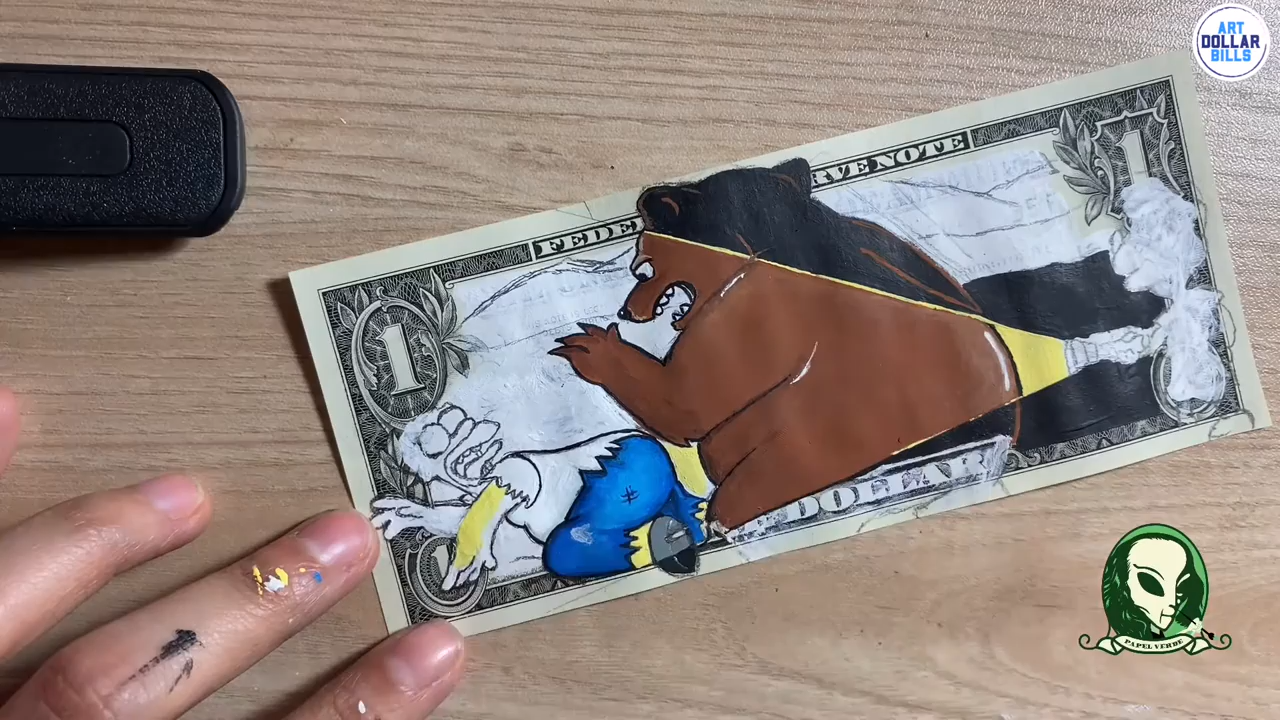 ART
DOLLAR
BILLS
FEDE
RVE NOTE
1
1
DOLLAR
PAPEL VERDE